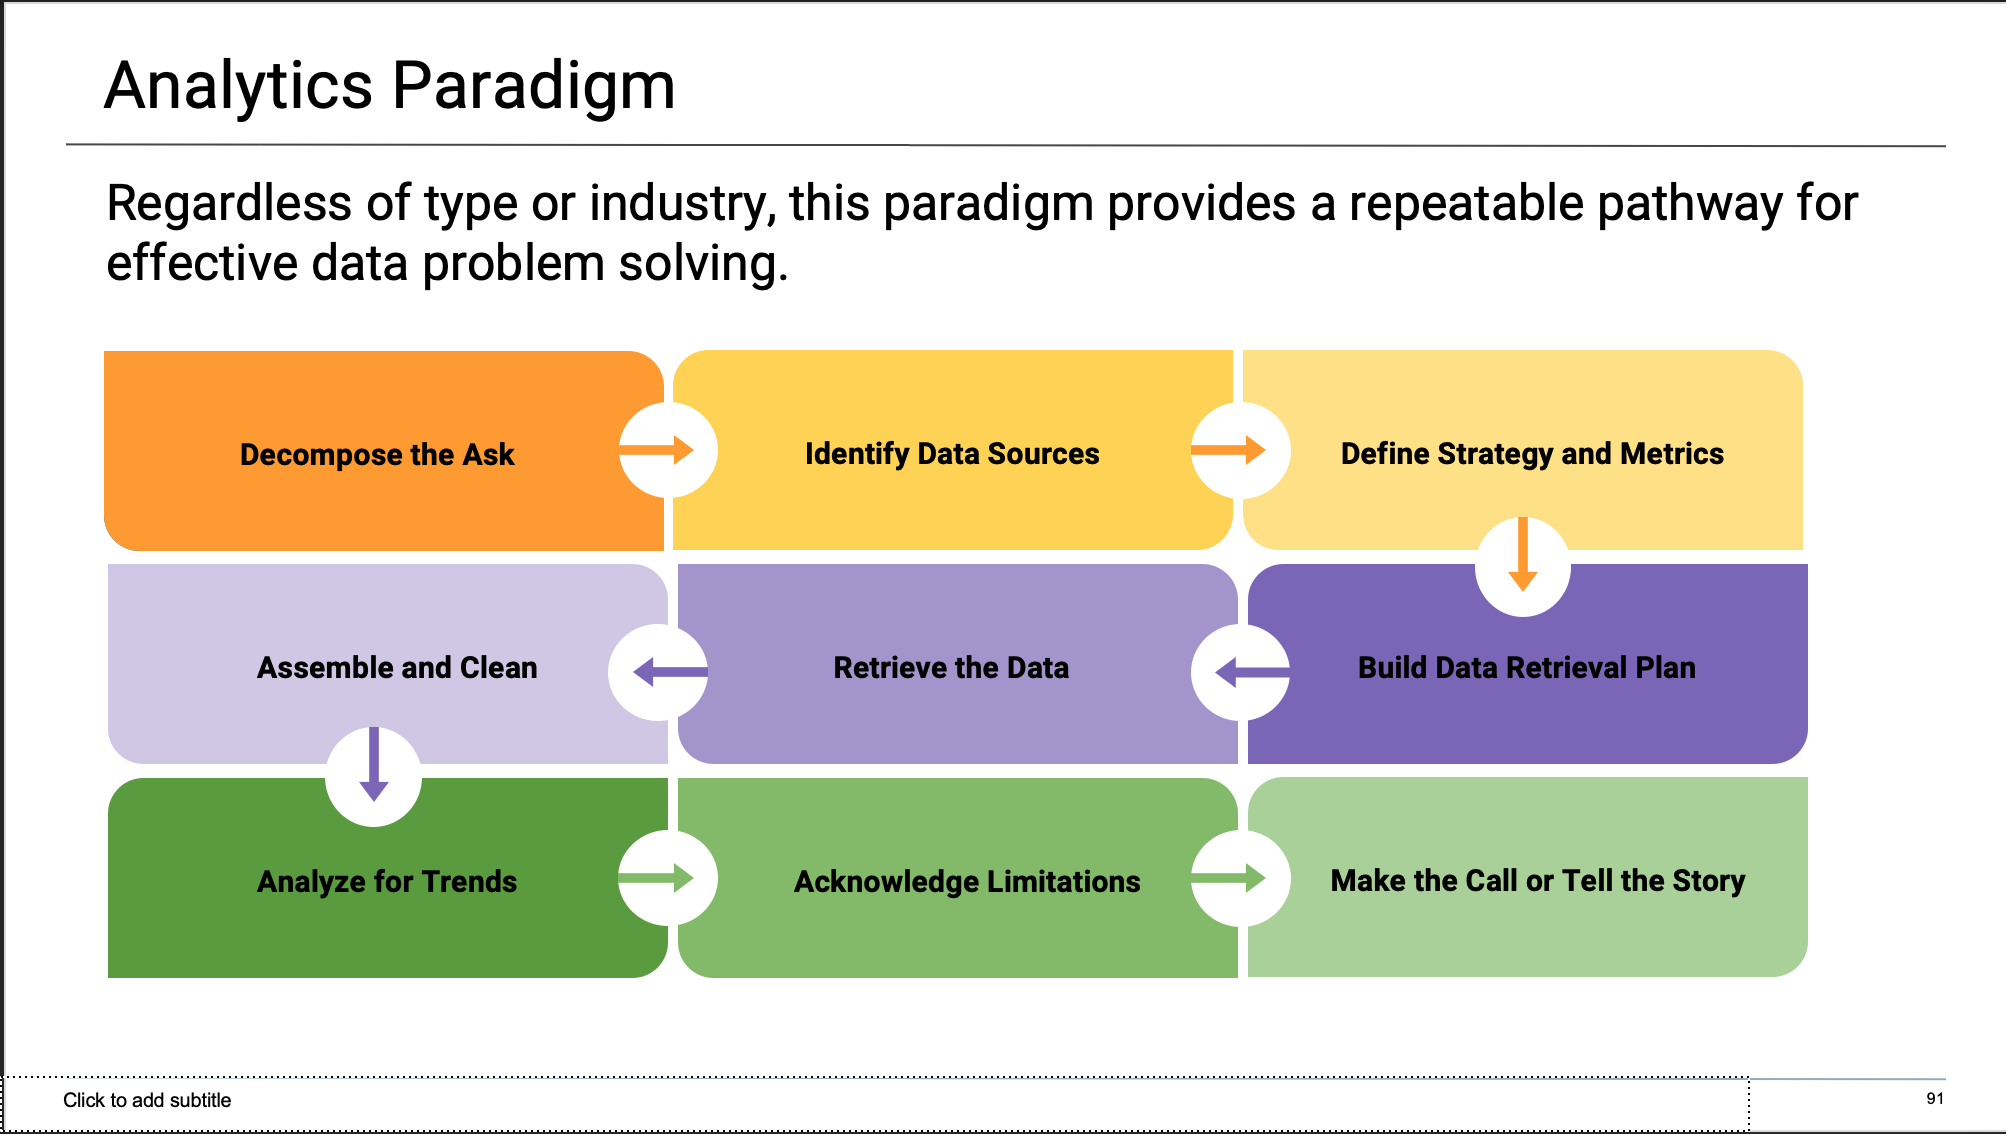 Analytics Paradigm
Regardless of type or industry, this paradigm provides a repeatable pathway for
effective data problem solving.
Decompose the Ask
Identify Data Sources
Define Strategy and Metrics
Assemble and Clean
Retrieve the Data
Build Data Retrieval Plan
Analyze for Trends
Acknowledge Limitations
Make the Call or Tell the Story
Click to add subtitle
91